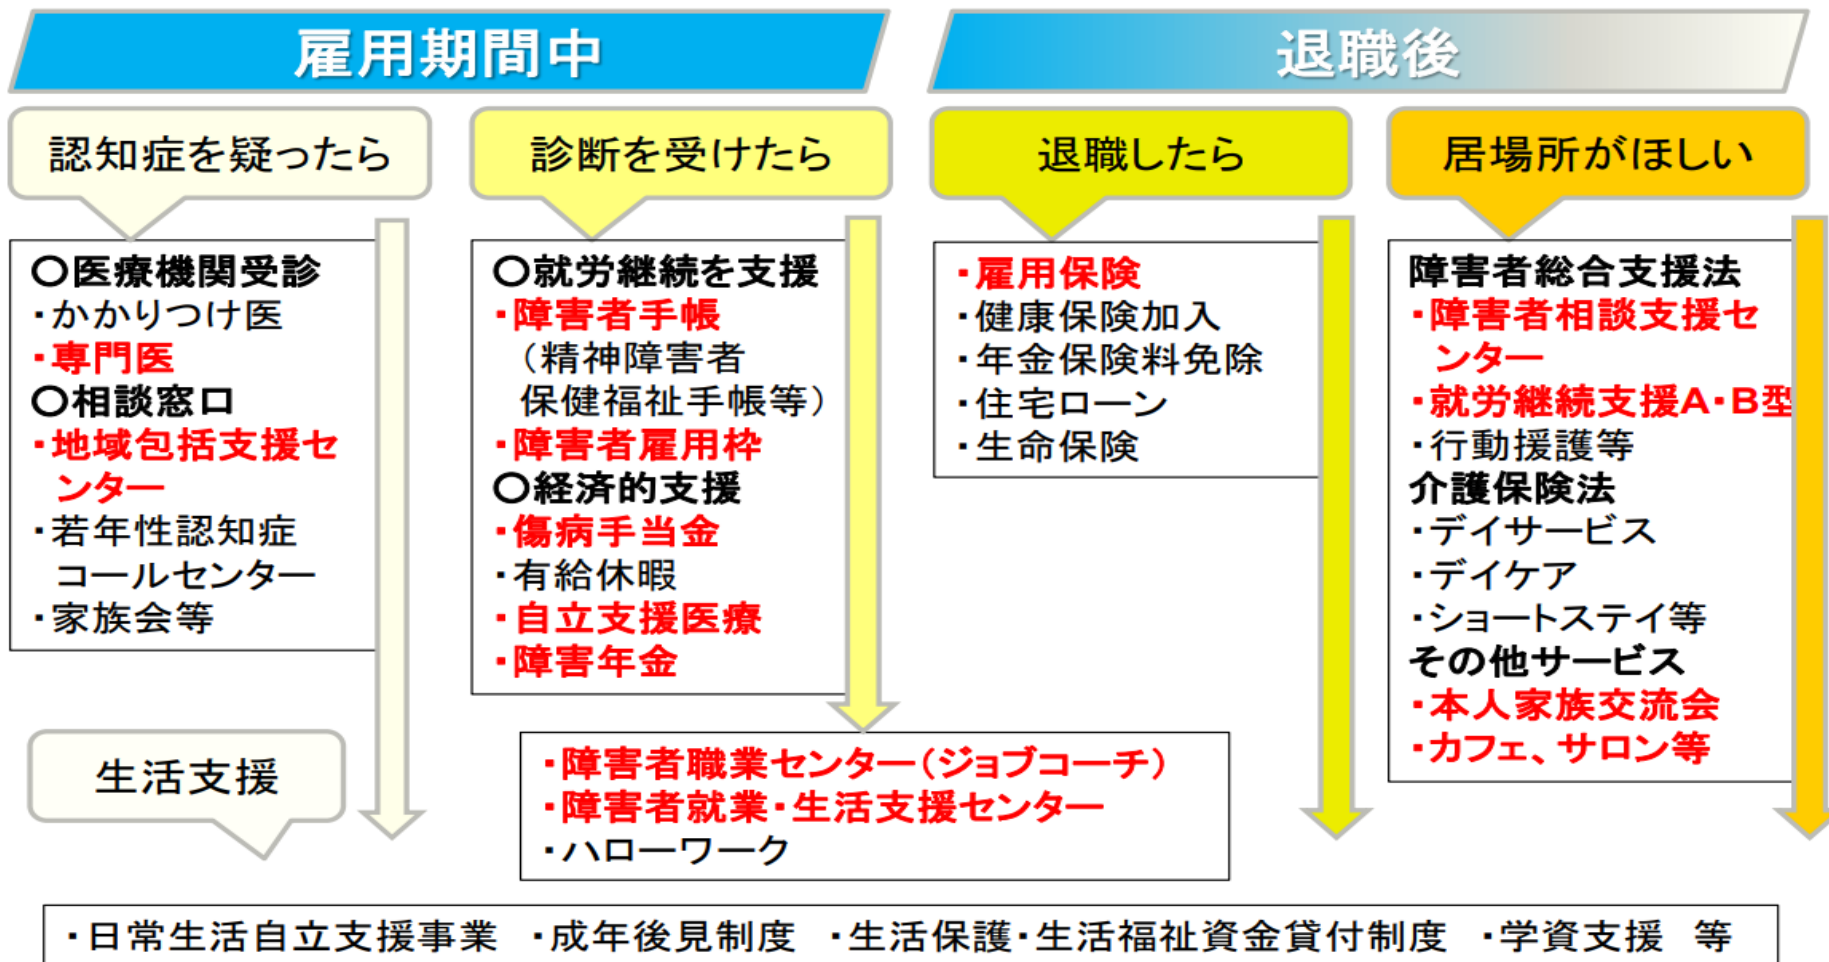 雇用期間中
退職後
認知症を疑ったら
〇医療機関受診
・かかりつけ医
・専門医
〇相談窓口
・地域包括支援セ
ンター
・若年性認知症
コールセンター
・家族会等
診断を受けたら
〇就労継続を支援
・障害者手帳
（精神障害者
保健福祉手帳等）
・障害者雇用枠
〇経済的支援
・傷病手当金
・有給休暇
・自立支援医療
・障害年金
・障害者職業センター（ジョブコーチ）
・障害者就業・生活支援センター
・ハローワーク
退職したら
・雇用保険
・健康保険加入
・年金保険料免除
・住宅ローン
・生命保険
居場所がほしい
障害者総合支援法
・障害者相談支援セ
ンター
・就労継続支援A・B型
・行動援護等
介護保険法
・デイサービス
・デイケア
・ショートステイ等
その他サービス
・本人家族交流会
・カフェ、サロン等
生活支援
・日常生活自立支援事業　・成年後見制度　・生活保護・生活福祉資金貸付制度　・学資支援　等